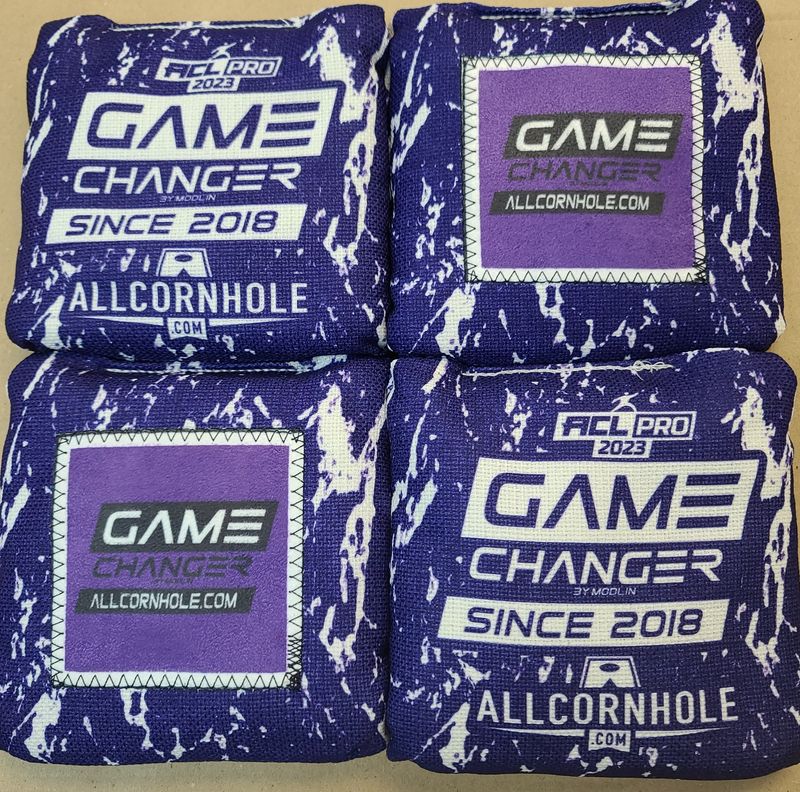 ACL PRO
2023
GAME
CHANGER
BY MODLIN
SINCE 2018
ALLCORNHOLE
.COM
GAME
CHANGER
ALLCORNHOLE.COM
GAME
CHANGER
ALLCORNHOLE.COM
ACL PRO
2023
GAME
CHANGER
BY MODLIN
SINCE 2018
ALLCORNHOLE
.COM